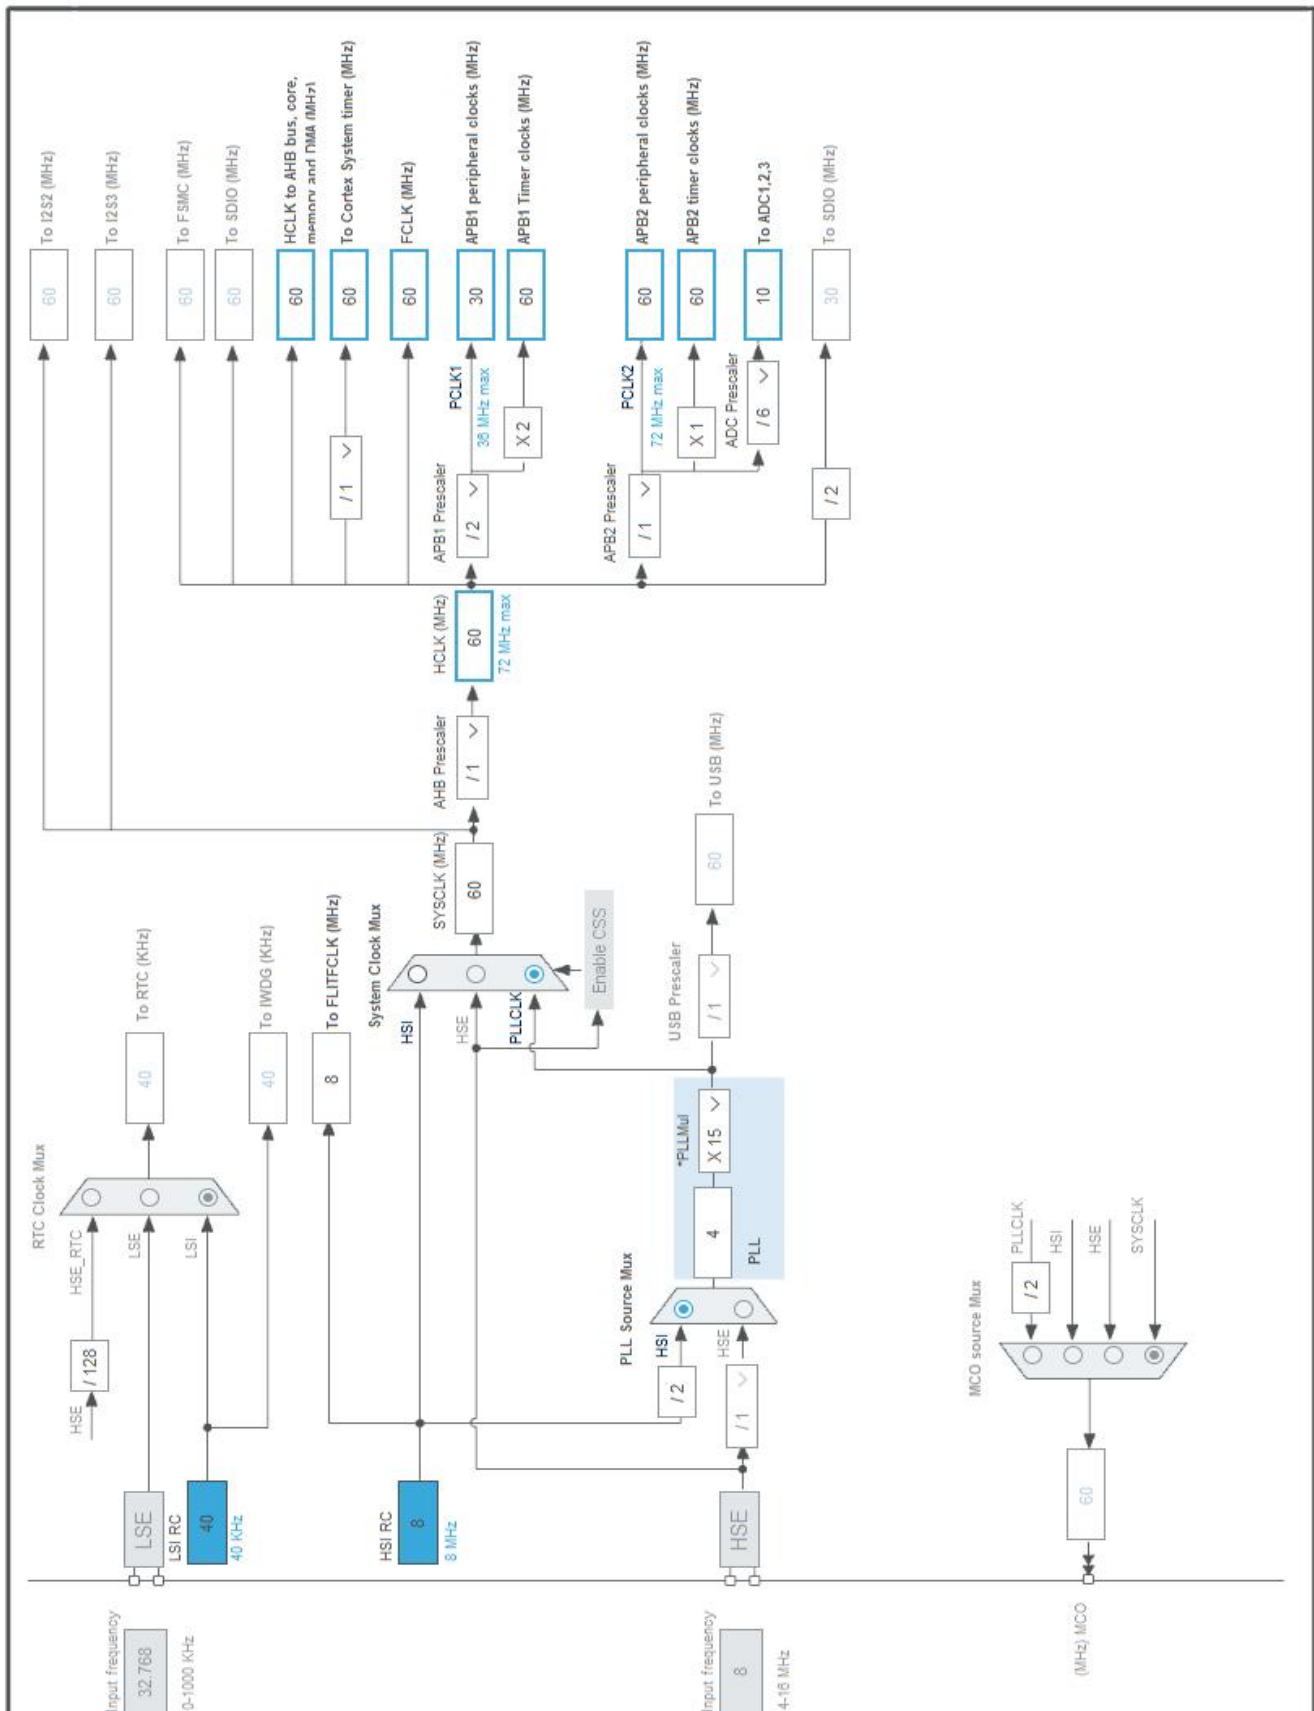 Input frequency
32.768
0-1000 KHz
LSE
LSI RC
40
40 KHz
HSE
/ 128
HSE_RTC
LSE
LSI
RTC Clock Mux
40
To RTC (KHz)
40
To IWDG (KHz)
HSI RC
8
8 MHz
8
To FLITFCLK (MHz)
System Clock Mux
HSI
HSE
PLLCLK
Enable CSS
SYSCLK (MHz)
60
AHB Prescaler
/ 1
HCLK (MHz)
60
72 MHz max
60
To I2S2 (MHz)
60
To I2S3 (MHz)
60
To FSMC (MHz)
60
To SDIO (MHz)
60
HCLK to AHB bus, core,
memory and DMA (MHz)
/ 1
60
To Cortex System timer (MHz)
60
FCLK (MHz)
APB1 Prescaler
/ 2
PCLK1
36 MHz max
30
APB1 peripheral clocks (MHz)
X 2
60
APB1 Timer clocks (MHz)
APB2 Prescaler
/ 1
PCLK2
72 MHz max
60
APB2 peripheral clocks (MHz)
X 1
60
APB2 timer clocks (MHz)
ADC Prescaler
/ 6
10
To ADC1,2,3
/ 2
30
To SDIO (MHz)
Input frequency
8
4-16 MHz
HSE
PLL Source Mux
/ 2
HSI
/ 1
HSE
4
*PLLMul
X 15
PLL
USB Prescaler
/ 1
60
To USB (MHz)
MCO source Mux
/ 2
PLLCLK
HSI
HSE
SYSCLK
60
(MHz) MCO